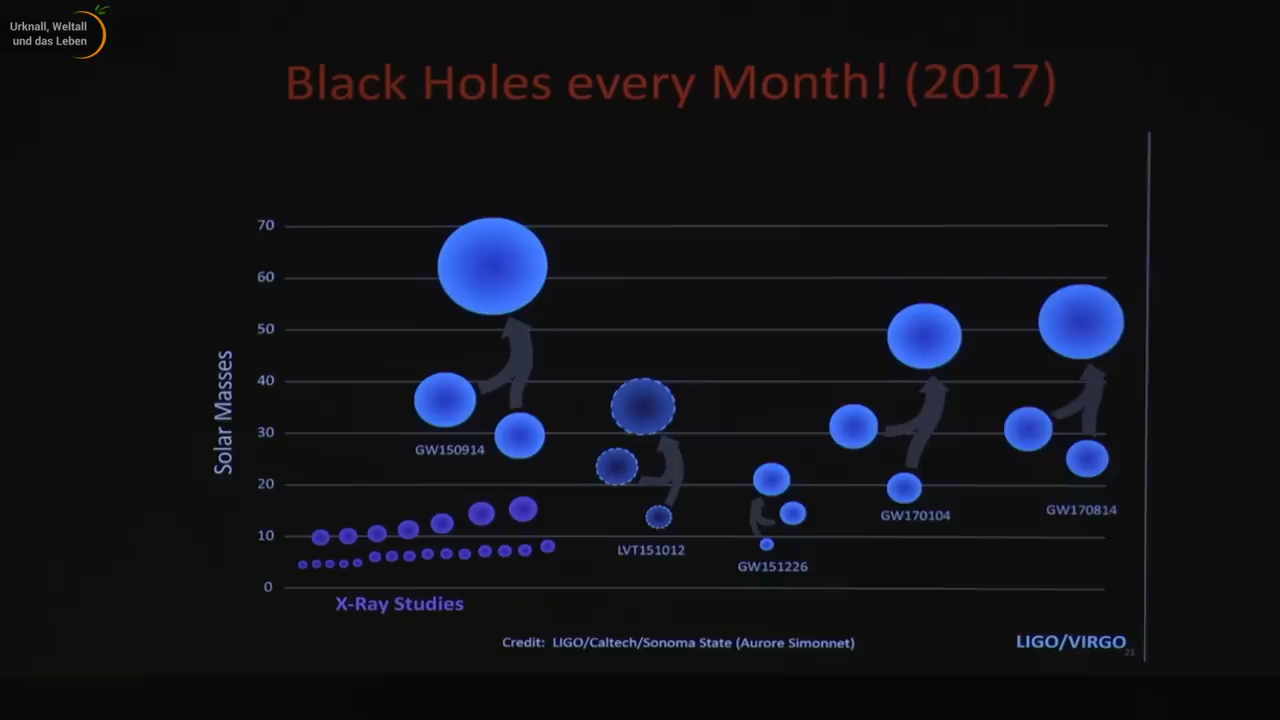 Urknall, Weltall
und das Leben
Black Holes every Month! (2017)
70
60
50
40
30
20
10
0
Solar Masses
GW150914
LVT151012
GW151226
GW170104
GW170814
X-Ray Studies
Credit: LIGO/Caltech/Sonoma State (Aurore Simonnet)
LIGO/VIRGO